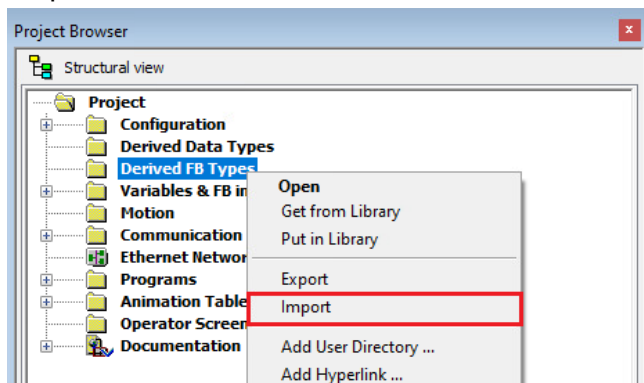 Project Browser
x
Structural view
Project
Configuration
Derived Data Types
Derived FB Types
Variables & FB in
Motion
Communication
Ethernet Networ
Programs
Animation Table
Operator Screen
Documentation
Open
Get from Library
Put in Library
Export
Import
Add User Directory ...
Add Hyperlink ...